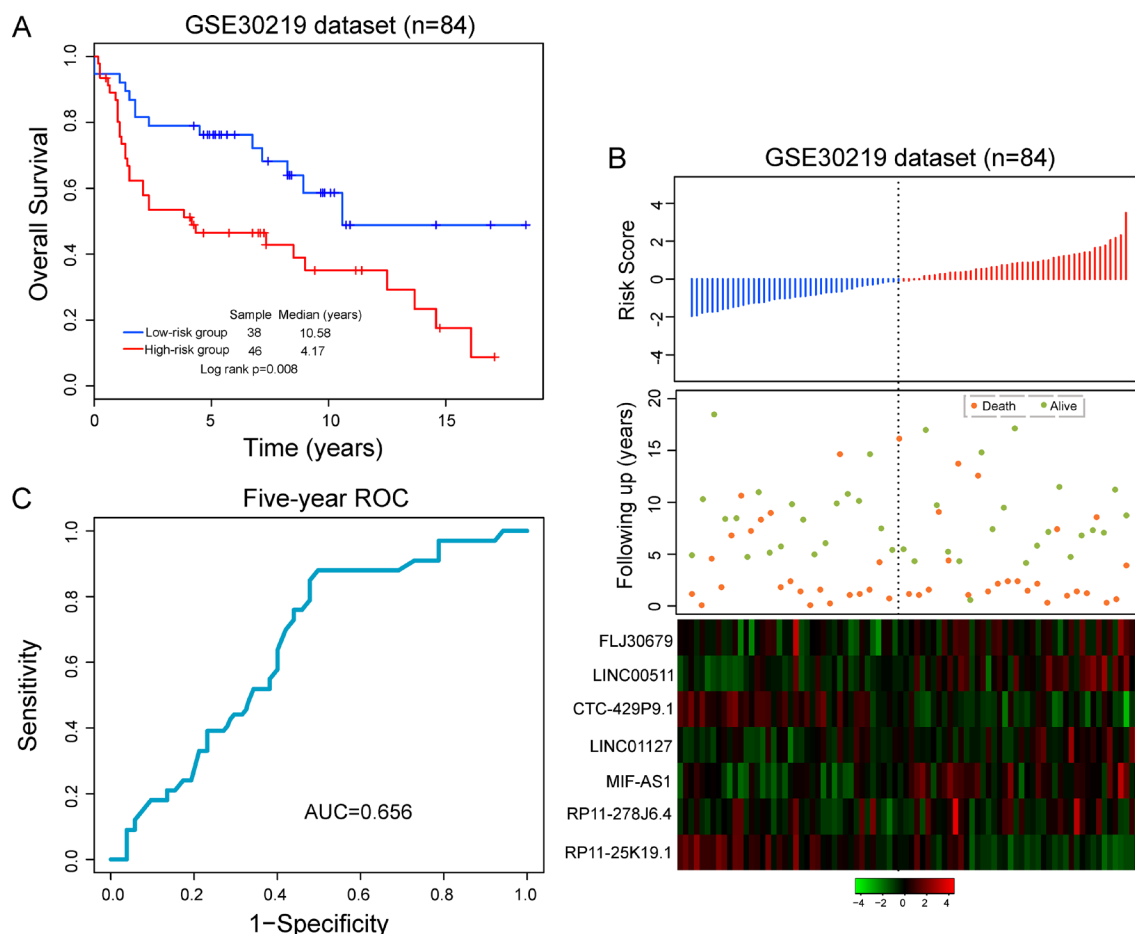 A
GSE30219 dataset (n=84)
Overall Survival
1.0
0.8
0.6
0.4
0.2
0.0
Sample Median (years)
Low-risk group 38 10.58
High-risk group 46 4.17
Log rank p=0.008
0 5 10 15
Time (years)
B
GSE30219 dataset (n=84)
Risk Score
4
2
0
−2
−4
Following up (years)
20
15
10
5
0
Death Alive
FLJ30679
LINC00511
CTC-429P9.1
LINC01127
MIF-AS1
RP11-278J6.4
RP11-25K19.1
−4 −2 0 2 4
C
Five-year ROC
Sensitivity
1.0
0.8
0.6
0.4
0.2
0.0
AUC=0.656
0.0 0.2 0.4 0.6 0.8 1.0
1−Specificity